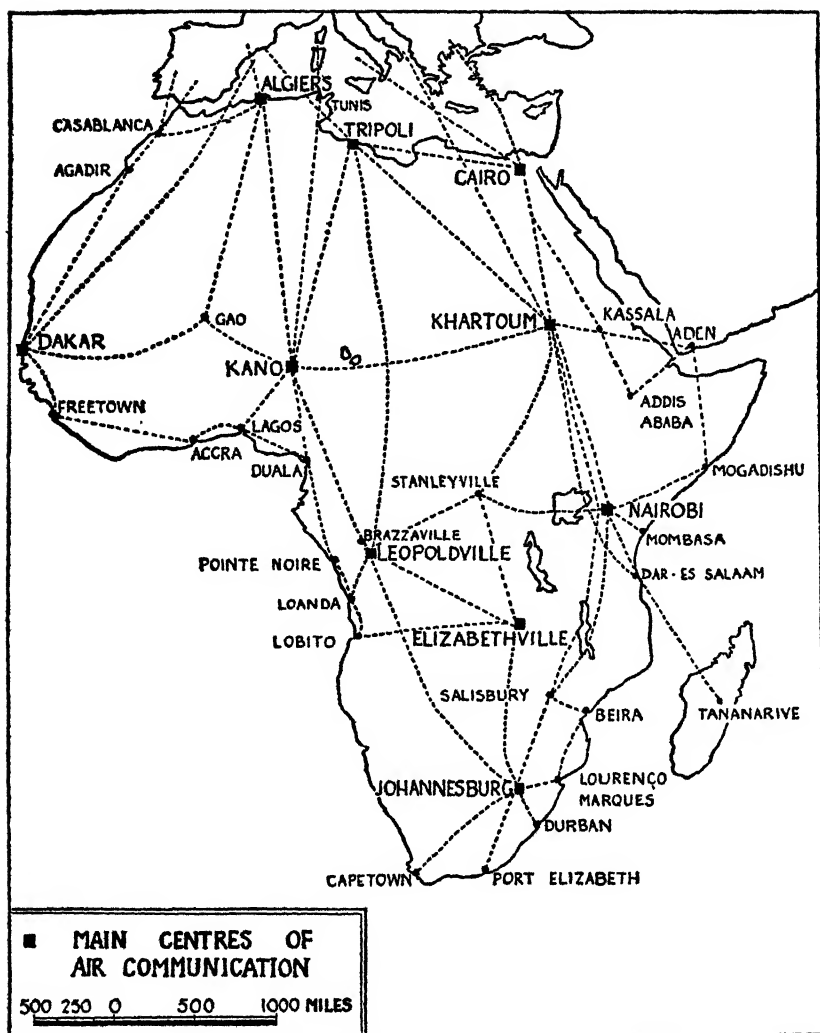 ALGIERS
TUNIS
CASABLANCA
TRIPOLI
AGADIR
CAIRO
KASSALA
GAO
KHARTOUM
ADEN
DAKAR
KANO
ADDIS
ABABA
FREETOWN
LAGOS
ACCRA
DUALA
MOGADISHU
STANLEYVILLE
NAIROBI
BRAZZAVILLE
MOMBASA
LEOPOLDVILLE
POINTE NOIRE
DAR-ES SALAAM
LOANDA
LOBITO
ELIZABETHVILLE
SALISBURY
BEIRA
TANANARIVE
JOHANNESBURG
LOURENÇO
MARQUES
DURBAN
CAPETOWN
PORT ELIZABETH
MAIN CENTRES OF
AIR COMMUNICATION
500 250 0 500 1000 MILES